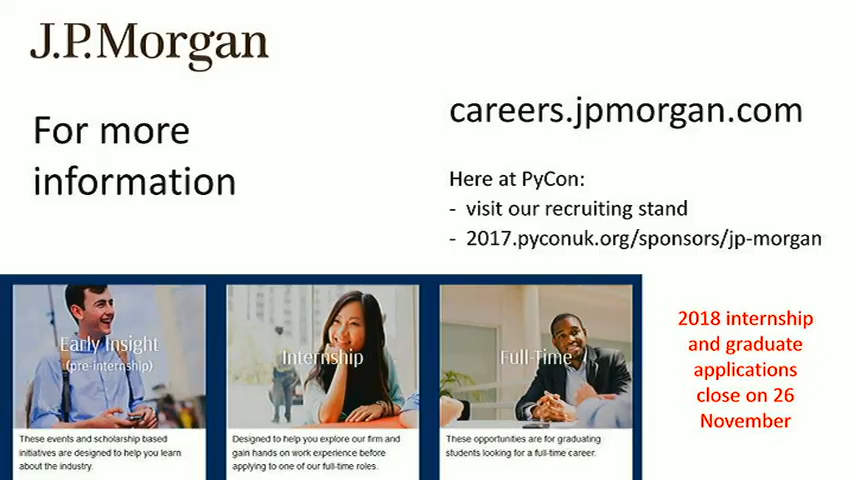 J.P.Morgan
For more
information
careers.jpmorgan.com
Here at PyCon:
- visit our recruiting stand
- 2017.pyconuk.org/sponsors/jp-morgan
Early Insight
(pre-internship)
These events and scholarship based
initiatives are designed to help you learn
about the industry.
Internship
Designed to help you explore our firm and
gain hands on work experience before
applying to one of our full-time roles.
Full-Time
These opportunities are for graduating
students looking for a full-time career.
2018 internship
and graduate
applications
close on 26
November